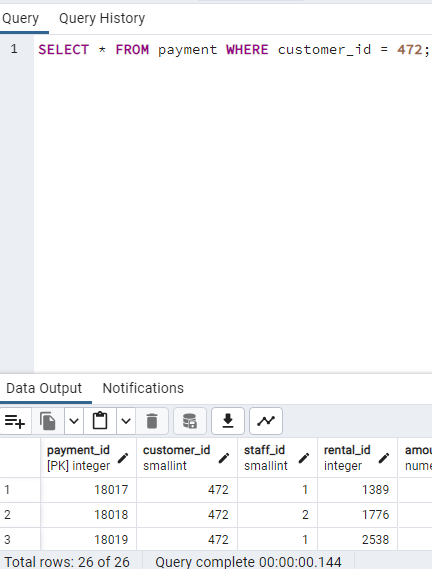 Query Query History
1 SELECT * FROM payment WHERE customer_id = 472;
Data Output Notifications
payment_id customer_id staff_id rental_id amou
[PK] integer smallint smallint integer nume
1 18017 472 1 1389
2 18018 472 2 1776
3 18019 472 1 2538
Total rows: 26 of 26 Query complete 00:00:00.144